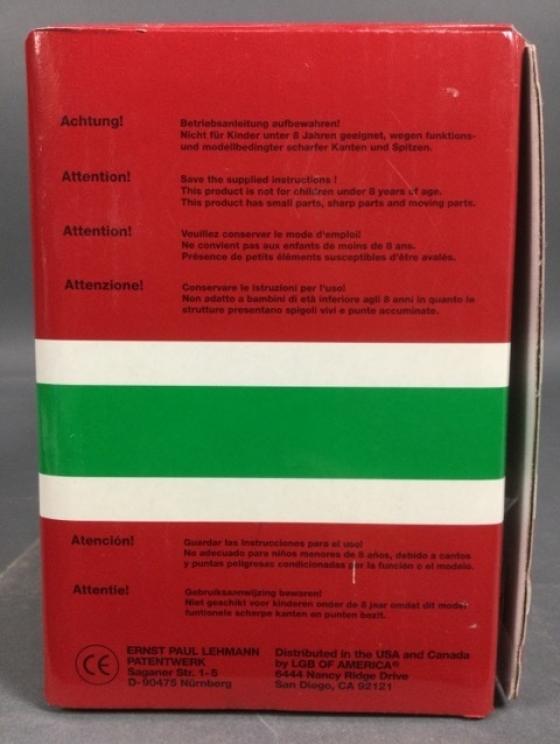 Achtung!
Betriebsanleitung aufbewahren!
Nicht für Kinder unter 8 Jahren geeignet, wegen funktions-
und modellbedingter scharfer Kanten und Spitzen.
Attention!
Save the supplied instructions !
This product is not for children under 8 years of age.
This product has small parts, sharp parts and moving parts.
Attention!
Veuillez conserver le mode d'emploi!
Ne convient pas aux enfants de moins de 8 ans.
Présence de petits éléments susceptibles d'être avalés.
Attenzione!
Conservare le istruzioni per l'uso!
Non adatto a bambini di età inferiore agli 8 anni in quanto le
strutture presentano spigoli vivi e punte accuminate.
Atención!
Guardar las instrucciones para el uso!
No adecuado para niños menores de 8 años, debido a cantos
y puntas peligrosas condicionadas por la función o el modelo.
Attentie!
Gebruiksaanwijzing bewaren!
Niet geschikt voor kinderen onder de 8 jaar omdat dit model
funtionele scherpe kanten en punten bezit.
CE
ERNST PAUL LEHMANN
PATENTWERK
Saganer Str. 1-5
D-90475 Nürnberg
Distributed in the USA and Canada
by LGB OF AMERICA®
6444 Nancy Ridge Drive
San Diego, CA 92121